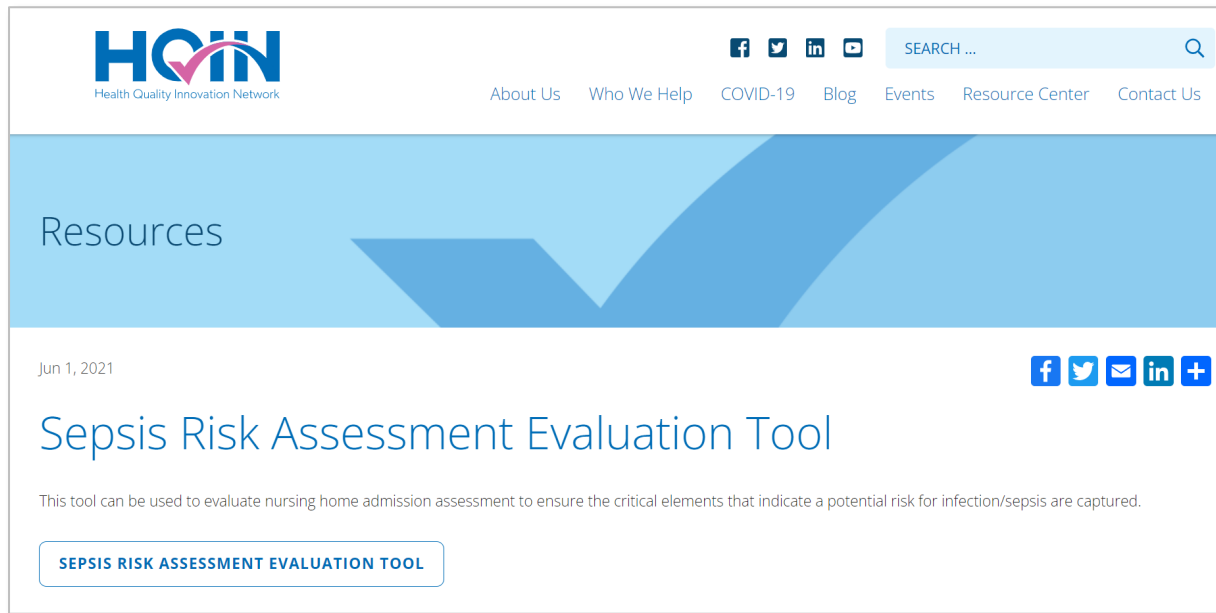 HQIN
Health Quality Innovation Network
SEARCH ...
About Us Who We Help COVID-19 Blog Events Resource Center Contact Us
Resources
Jun 1, 2021
Sepsis Risk Assessment Evaluation Tool
This tool can be used to evaluate nursing home admission assessment to ensure the critical elements that indicate a potential risk for infection/sepsis are captured.
SEPSIS RISK ASSESSMENT EVALUATION TOOL